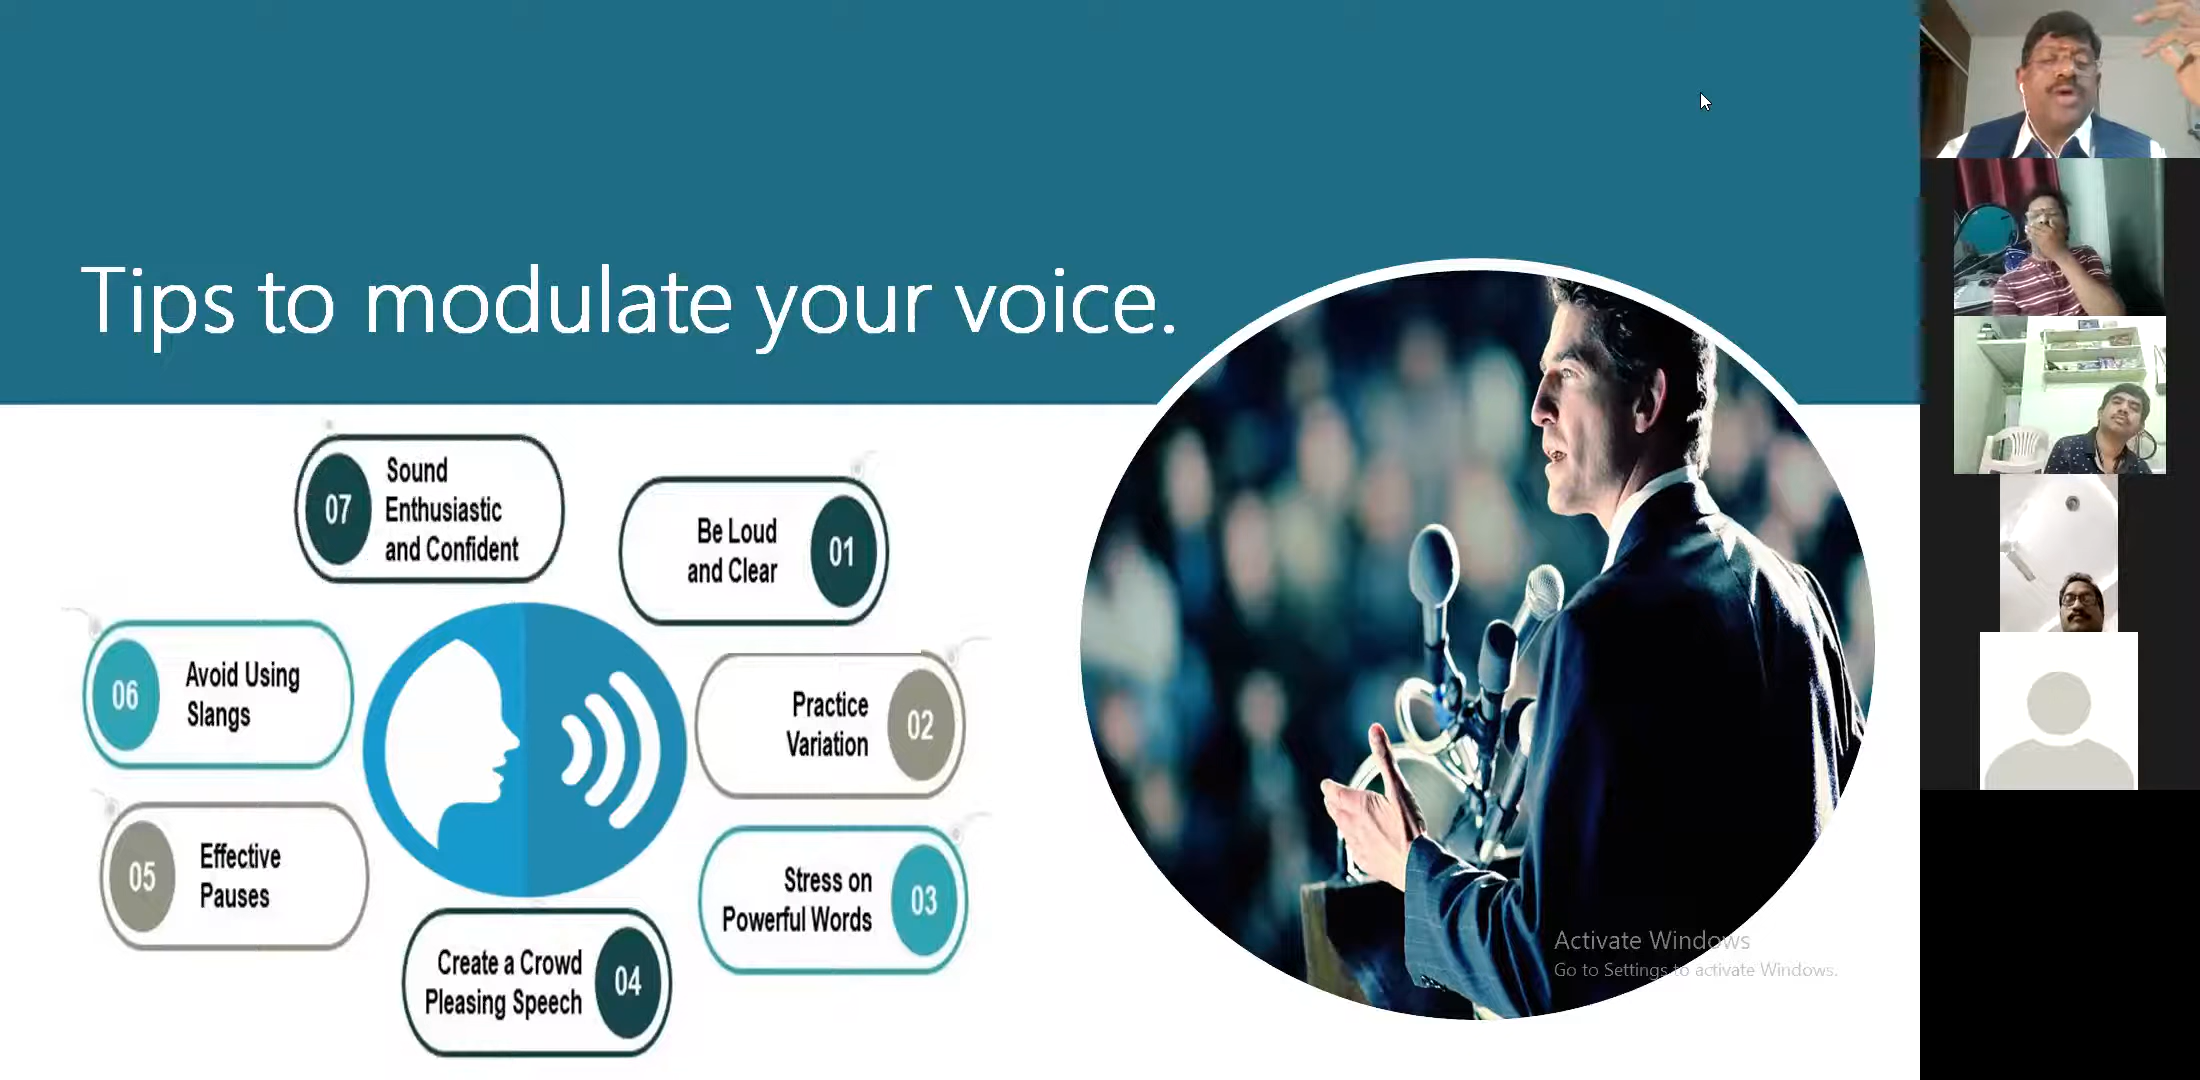 Tips to modulate your voice.
01
Be Loud
and Clear
02
Practice
Variation
03
Stress on
Powerful Words
04
Create a Crowd
Pleasing Speech
05
Effective
Pauses
06
Avoid Using
Slangs
07
Sound
Enthusiastic
and Confident
Activate Windows
Go to Settings to activate Windows.